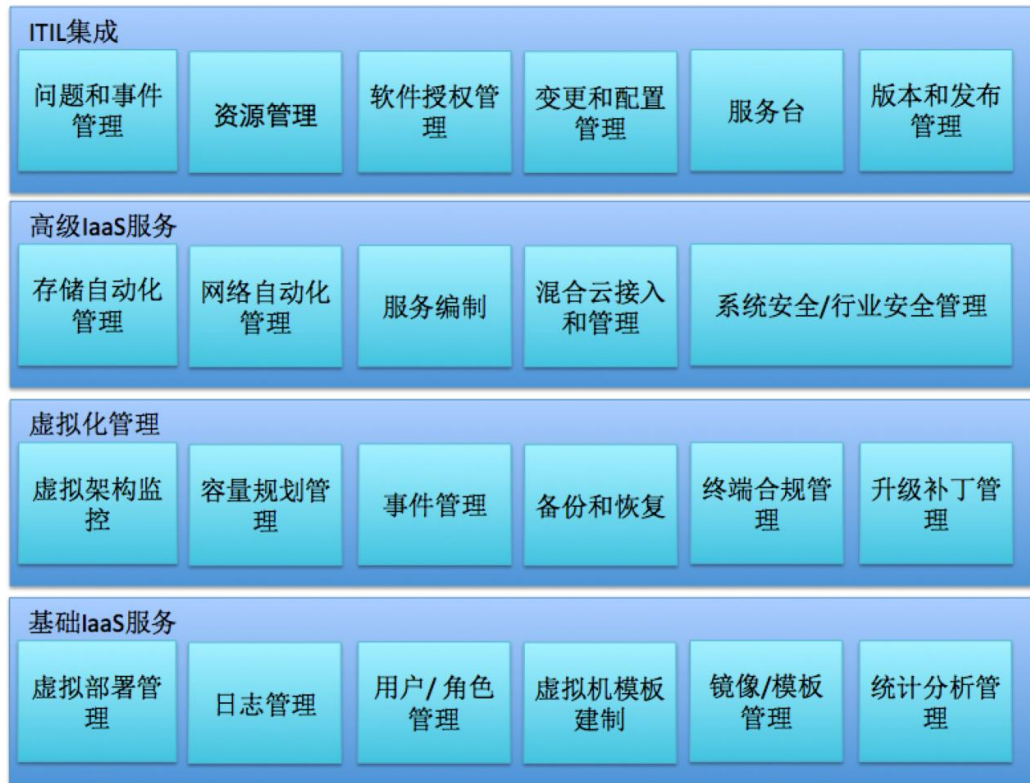 ITIL集成
问题和事件
管理
资源管理
软件授权管
理
变更和配置
管理
服务台
版本和发布
管理
高级IaaS服务
存储自动化
管理
网络自动化
管理
服务编制
混合云接入
和管理
系统安全/行业安全管理
虚拟化管理
虚拟架构监
控
容量规划管
理
事件管理
备份和恢复
终端合规管
理
升级补丁管
理
基础IaaS服务
虚拟部署管
理
日志管理
用户/ 角色
管理
虚拟机模板
建制
镜像/模板
管理
统计分析管
理